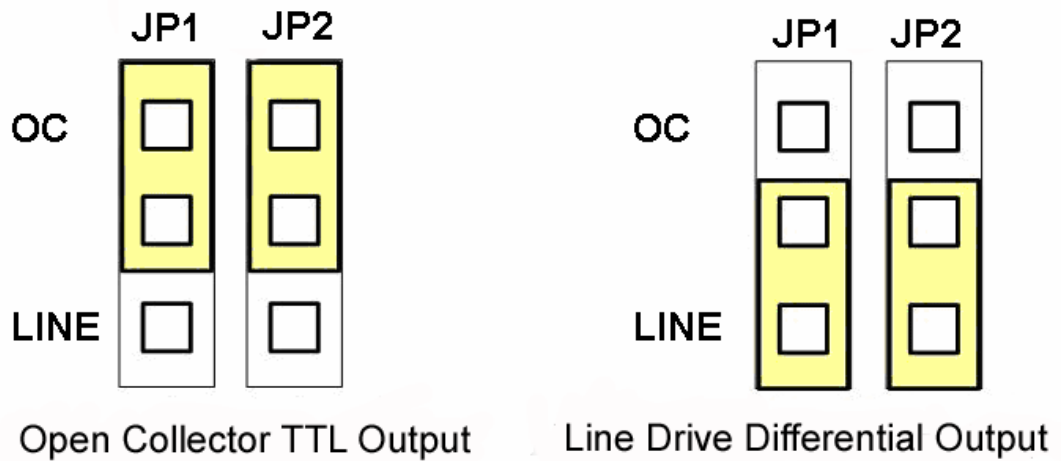 JP1 JP2
OC
LINE
Open Collector TTL Output
JP1 JP2
OC
LINE
Line Drive Differential Output